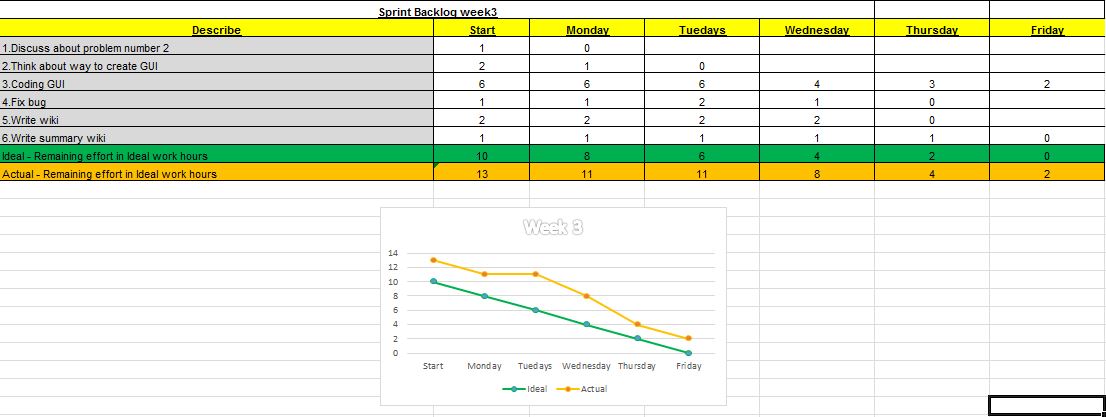 Sprint Backlog week3
Describe Start Monday Tuedays Wednesday Thursday Friday
1.Discuss about problem number 2 1 0
2.Think about way to create GUI 2 1 0
3.Coding GUI 6 6 6 4 3 2
4.Fix bug 1 1 2 1 0
5.Write wiki 2 2 2 2 0
6.Write summary wiki 1 1 1 1 1 0
Ideal - Remaining effort in Ideal work hours 10 8 6 4 2 0
Actual - Remaining effort in Ideal work hours 13 11 11 8 4 2
Week 3
14
12
10
8
6
4
2
0
Start Monday Tuedays Wednesday Thursday Friday
Ideal Actual